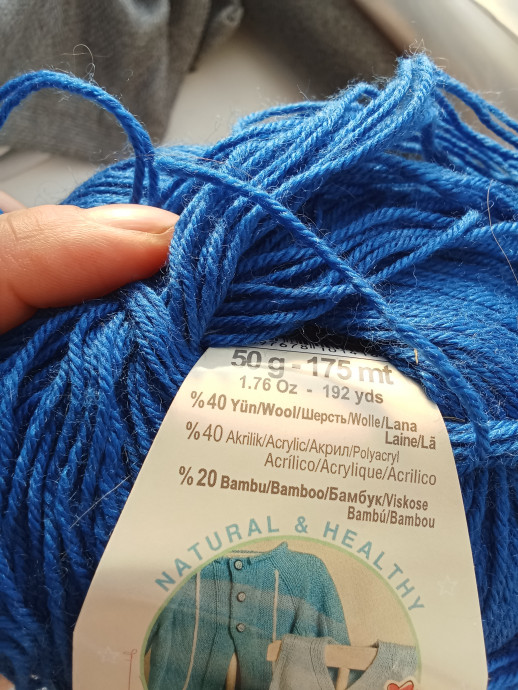 50 g - 175 mt
1.76 Oz - 192 yds
%40 Yün/Wool/Шерсть/Wolle/Lana
Laine/Lã
%40 Akrilik/Acrylic/Акрил/Polyacryl
Acrílico/Acrylique/Acrilico
%20 Bambu/Bamboo/Бамбук/Viskose
Bambú/Bambou
NATURAL & HEALTHY